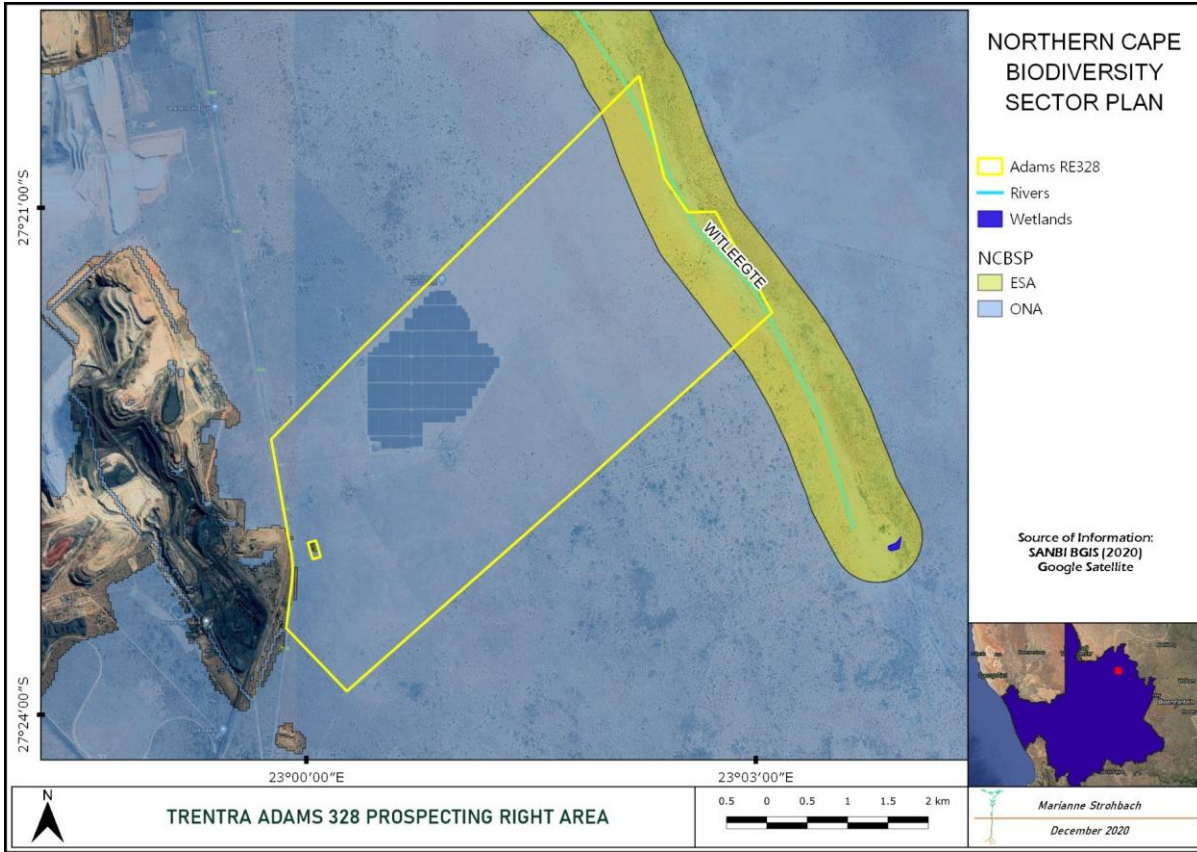 NORTHERN CAPE
BIODIVERSITY
SECTOR PLAN
Adams RE328
Rivers
Wetlands
NCBSP
ESA
ONA
Source of Information:
SANBI BGIS (2020)
Google Satellite
WITLEEGTE
27°21'00"S
27°24'00"S
23°00'00"E
23°03'00"E
N
TRENTRA ADAMS 328 PROSPECTING RIGHT AREA
0.5 0 0.5 1 1.5 2 km
Marianne Strohbach
December 2020